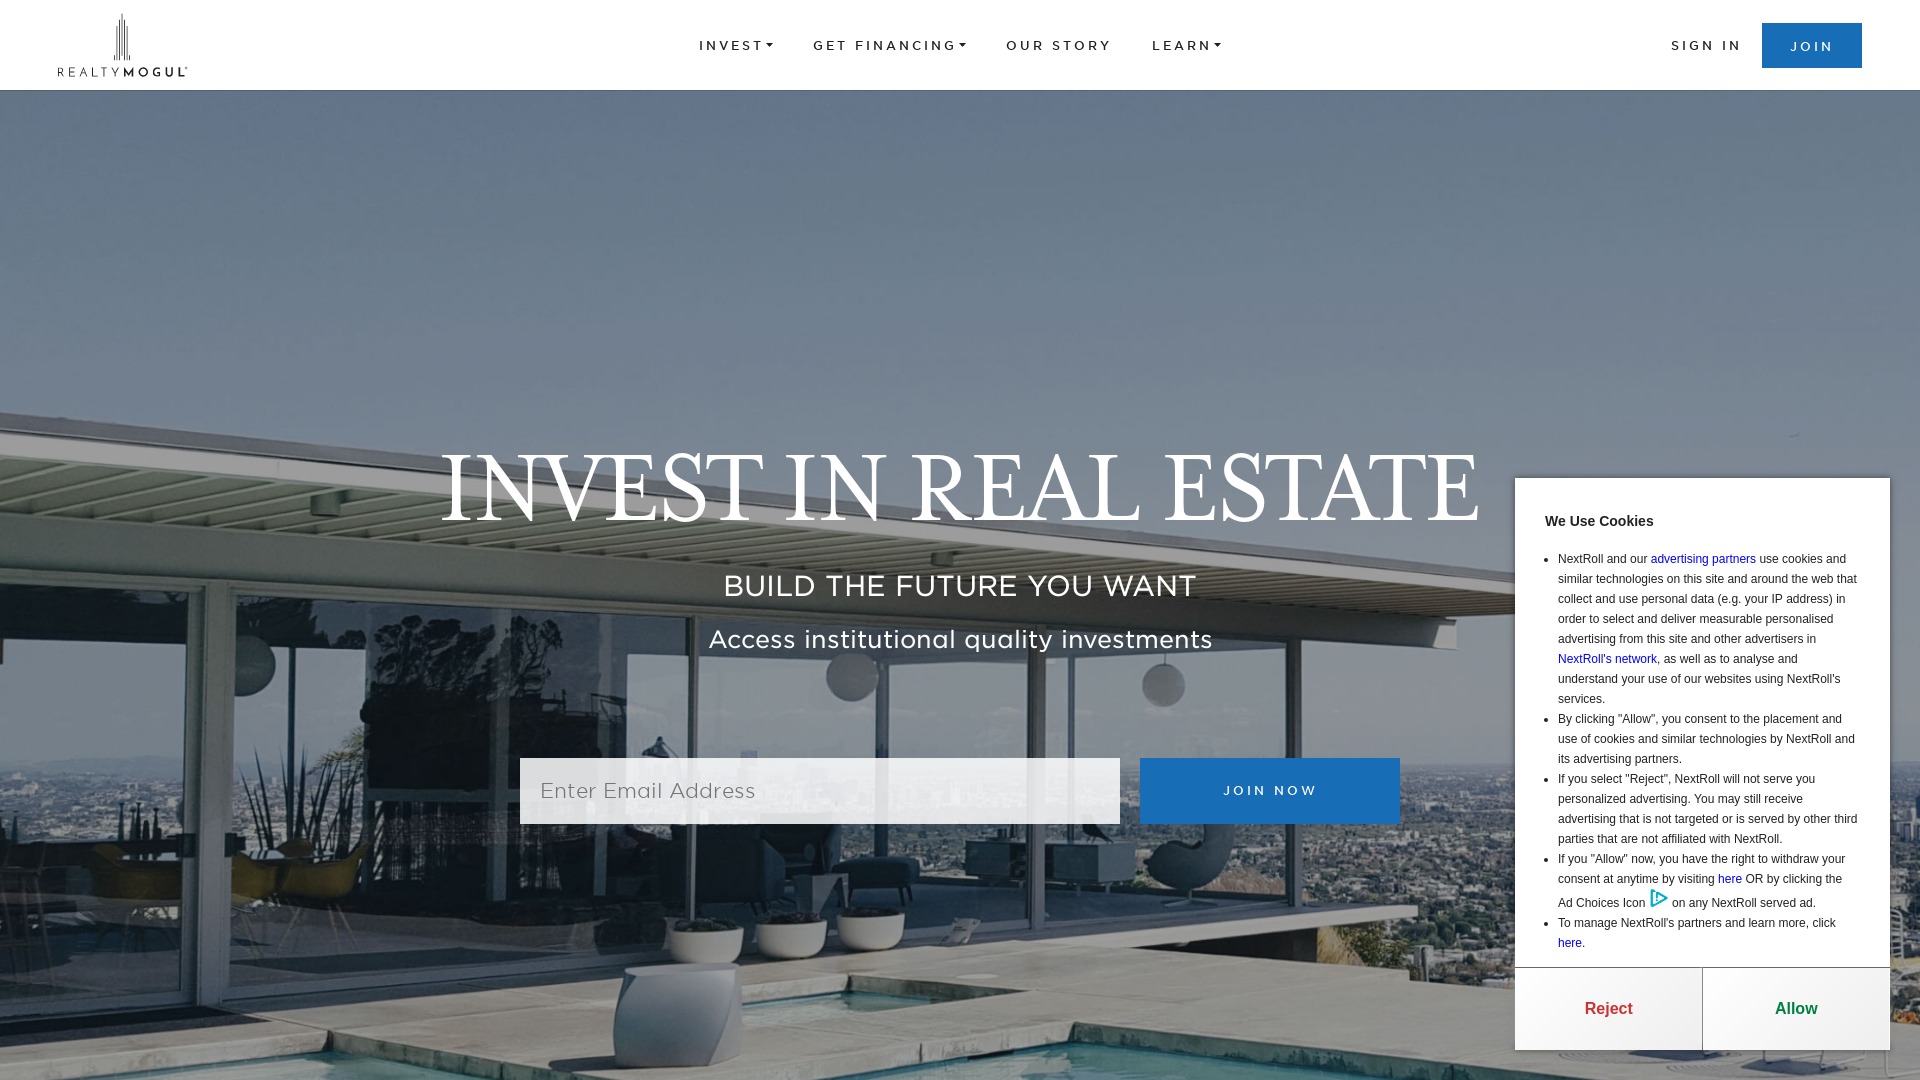 REALTYMOGUL
INVEST
GET FINANCING
OUR STORY
LEARN
SIGN IN
JOIN
INVEST IN REAL ESTATE
BUILD THE FUTURE YOU WANT
Access institutional quality investments
Enter Email Address
JOIN NOW
We Use Cookies
• NextRoll and our advertising partners use cookies and
similar technologies on this site and around the web that
collect and use personal data (e.g. your IP address) in
order to select and deliver measurable personalised
advertising from this site and other advertisers in
NextRoll's network, as well as to analyse and
understand your use of our websites using NextRoll's
services.
• By clicking "Allow", you consent to the placement and
use of cookies and similar technologies by NextRoll and
its advertising partners.
• If you select "Reject", NextRoll will not serve you
personalized advertising. You may still receive
advertising that is not targeted or is served by other third
parties that are not affiliated with NextRoll.
• If you "Allow" now, you have the right to withdraw your
consent at anytime by visiting here OR by clicking the
Ad Choices Icon on any NextRoll served ad.
• To manage NextRoll's partners and learn more, click
here.
Reject
Allow